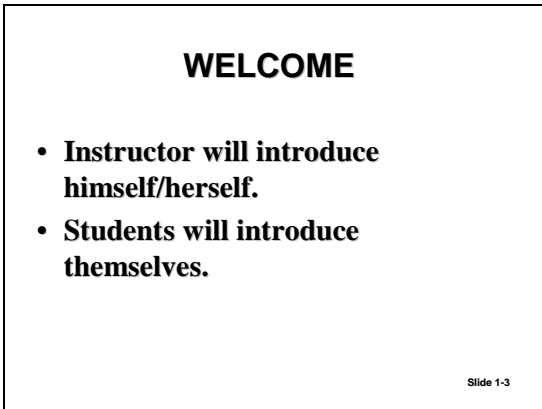 WELCOME
• Instructor will introduce
himself/herself.
• Students will introduce
themselves.
Slide 1-3